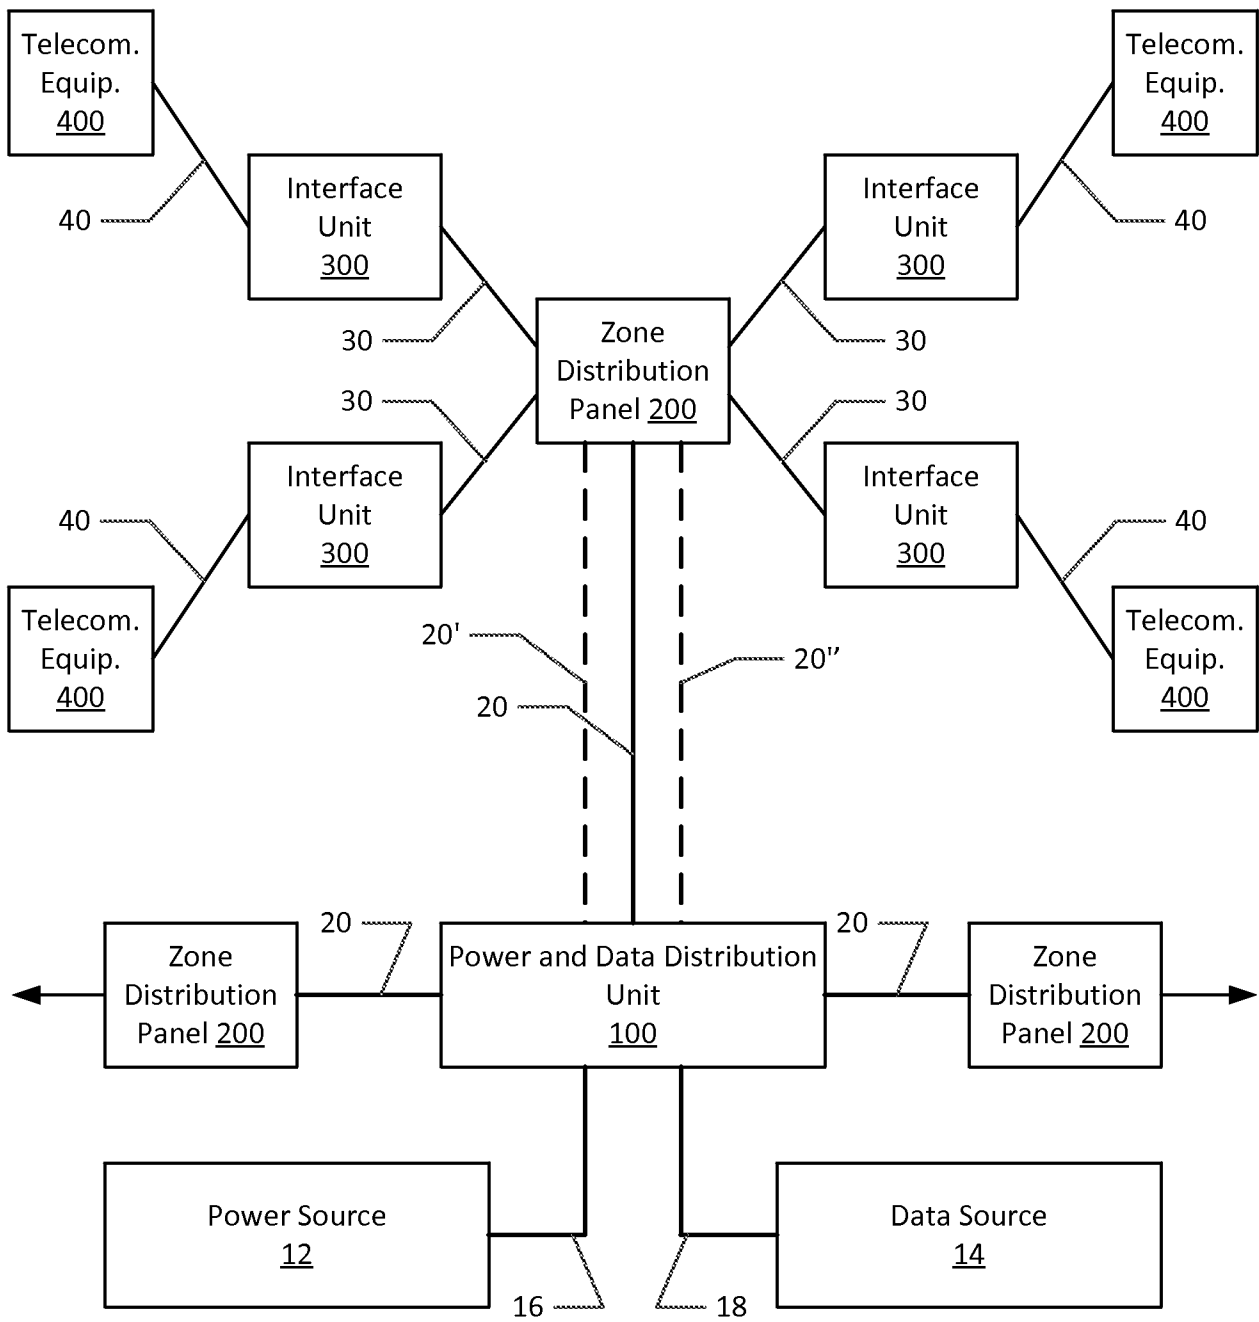 Telecom.
Equip.
400
Telecom.
Equip.
400
Interface
Unit
300
Interface
Unit
300
40
40
30
30
Zone
Distribution
Panel 200
30
30
Interface
Unit
300
Interface
Unit
300
40
40
Telecom.
Equip.
400
Telecom.
Equip.
400
20'
20"
20
20
20
Zone
Distribution
Panel 200
Power and Data Distribution
Unit
100
Zone
Distribution
Panel 200
Power Source
12
Data Source
14
16
18